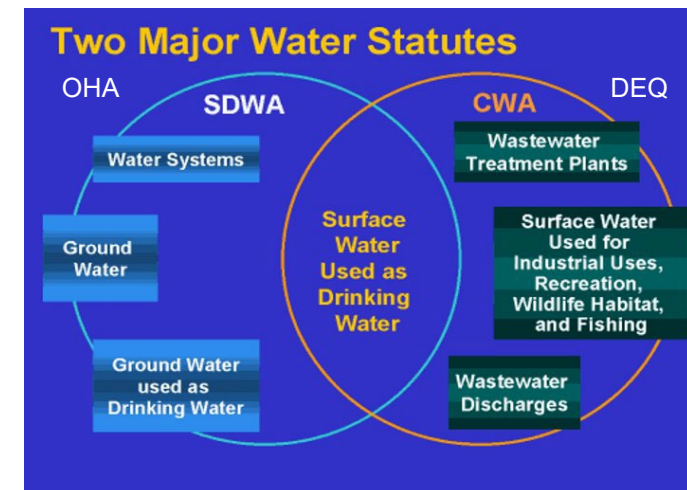 Two Major Water Statutes
OHA
DEQ
SDWA
CWA
Water Systems
Ground
Water
Ground Water
used as
Drinking Water
Surface
Water
Used as
Drinking
Water
Wastewater
Treatment Plants
Surface Water
Used for
Industrial Uses,
Recreation,
Wildlife Habitat,
and Fishing
Wastewater
Discharges